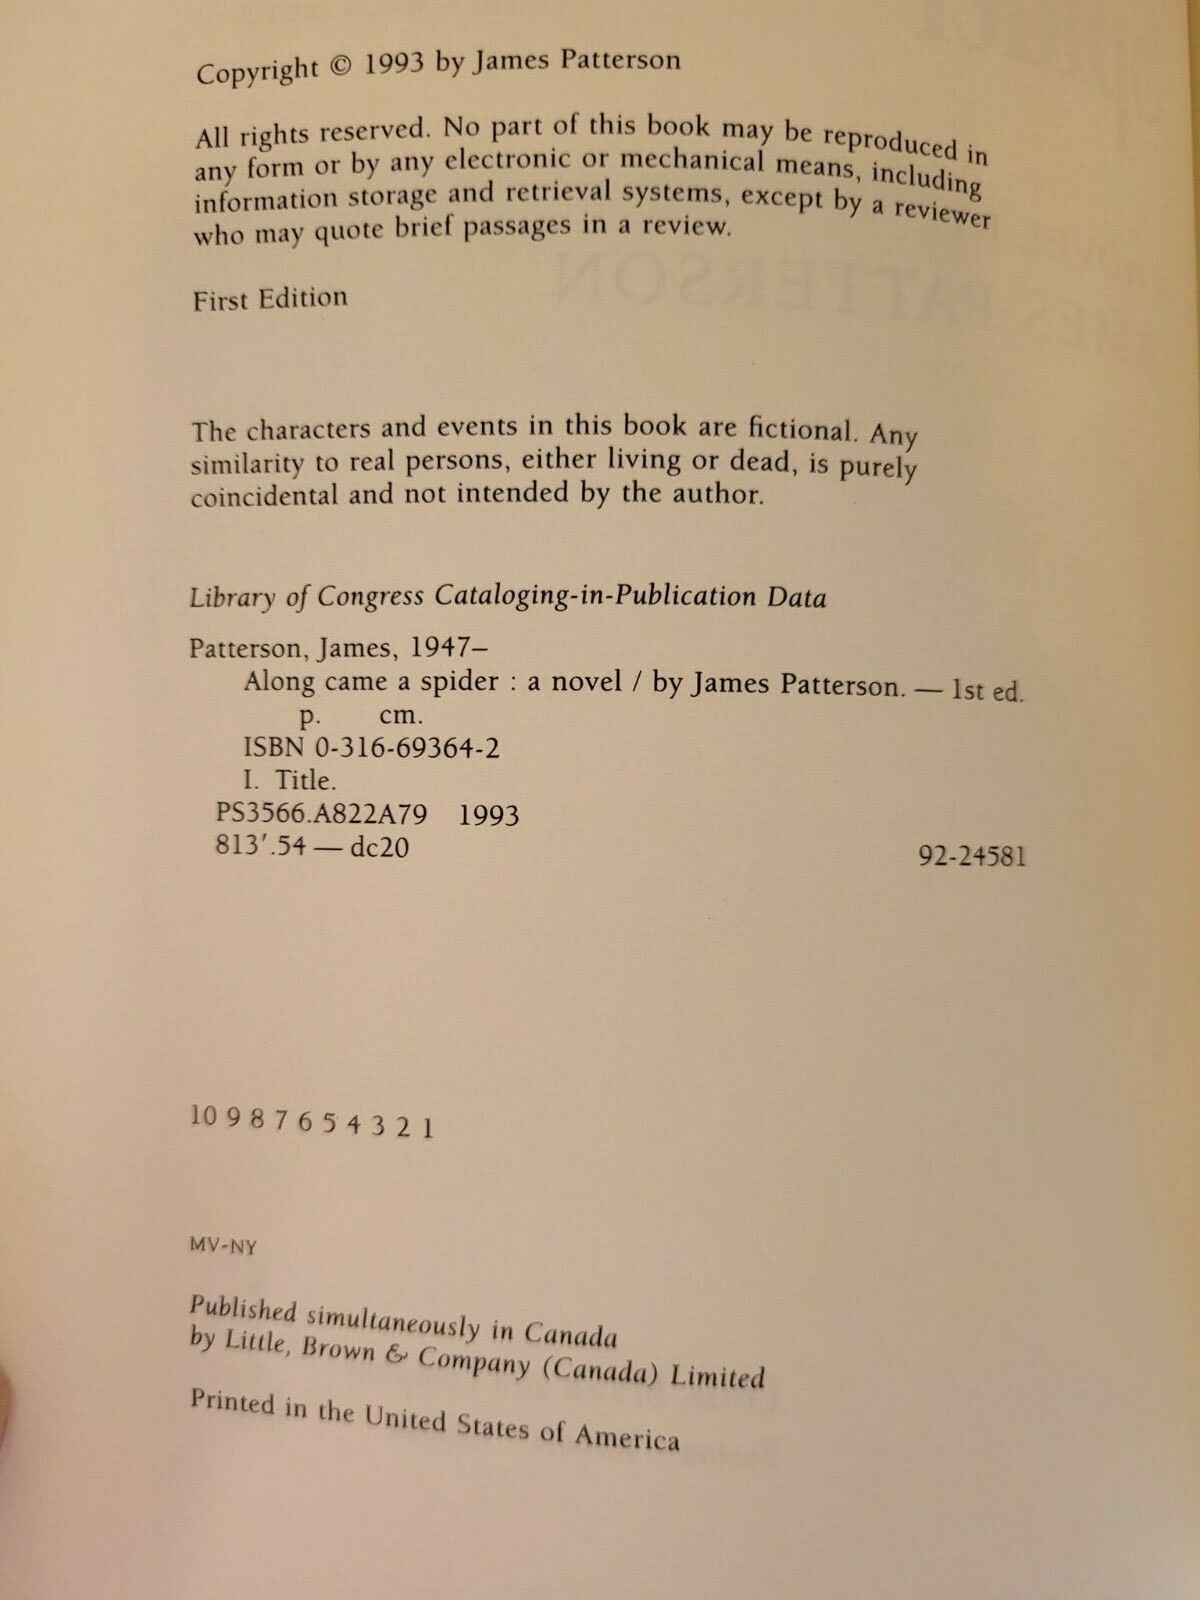 Copyright © 1993 by James Patterson
All rights reserved. No part of this book may be reproduced in
any form or by any electronic or mechanical means, including
information storage and retrieval systems, except by a reviewer
who may quote brief passages in a review.
First Edition
The characters and events in this book are fictional. Any
similarity to real persons, either living or dead, is purely
coincidental and not intended by the author.
Library of Congress Cataloging-in-Publication Data
Patterson, James, 1947–
Along came a spider : a novel / by James Patterson. — 1st ed.
p. cm.
ISBN 0-316-69364-2
I. Title.
PS3566.A822A79 1993
813′.54 — dc20
92-24581
10 9 8 7 6 5 4 3 2 1
MV-NY
Published simultaneously in Canada
by Little, Brown & Company (Canada) Limited
Printed in the United States of America